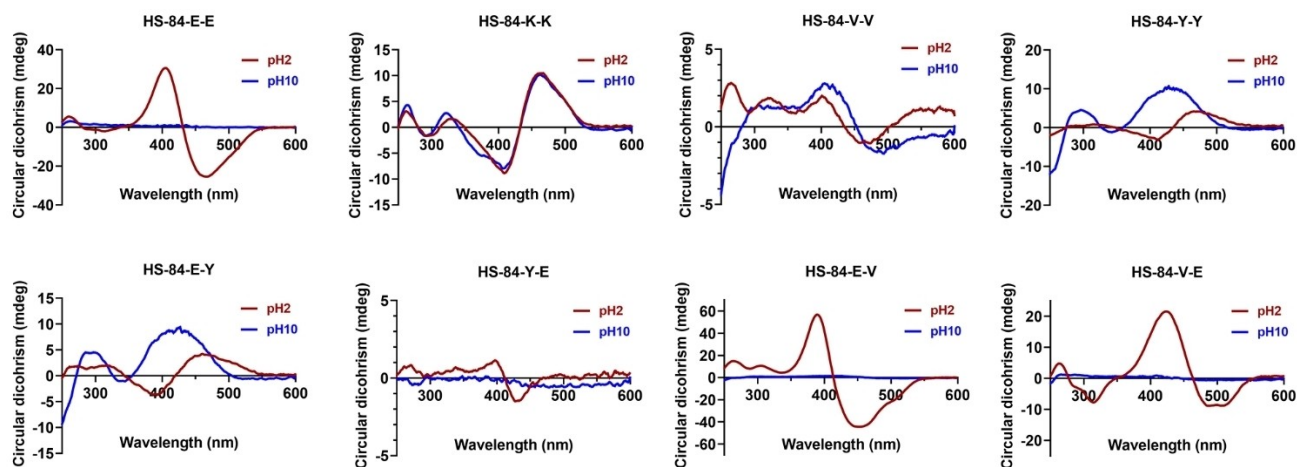 HS-84-E-E
Circular dicohrism (mdeg)
40
20
0
-20
-40
300 400 500 600
Wavelength (nm)
pH2
pH10
HS-84-K-K
Circular dicohrism (mdeg)
15
10
5
0
-5
-10
-15
300 400 500 600
Wavelength (nm)
pH2
pH10
HS-84-V-V
Circular dicohrism (mdeg)
5
0
-5
300 400 500 600
Wavelength (nm)
pH2
pH10
HS-84-Y-Y
Circular dicohrism (mdeg)
20
10
0
-10
-20
300 400 500 600
Wavelength (nm)
pH2
pH10
HS-84-E-Y
Circular dicohrism (mdeg)
15
10
5
0
-5
-10
-15
300 400 500 600
Wavelength (nm)
pH2
pH10
HS-84-Y-E
Circular dicohrism (mdeg)
5
0
-5
300 400 500 600
Wavelength (nm)
pH2
pH10
HS-84-E-V
Circular dicohrism (mdeg)
60
40
20
0
-20
-40
-60
300 400 500 600
Wavelength (nm)
pH2
pH10
HS-84-V-E
Circular dicohrism (mdeg)
20
10
0
-10
-20
300 400 500 600
Wavelength (nm)
pH2
pH10